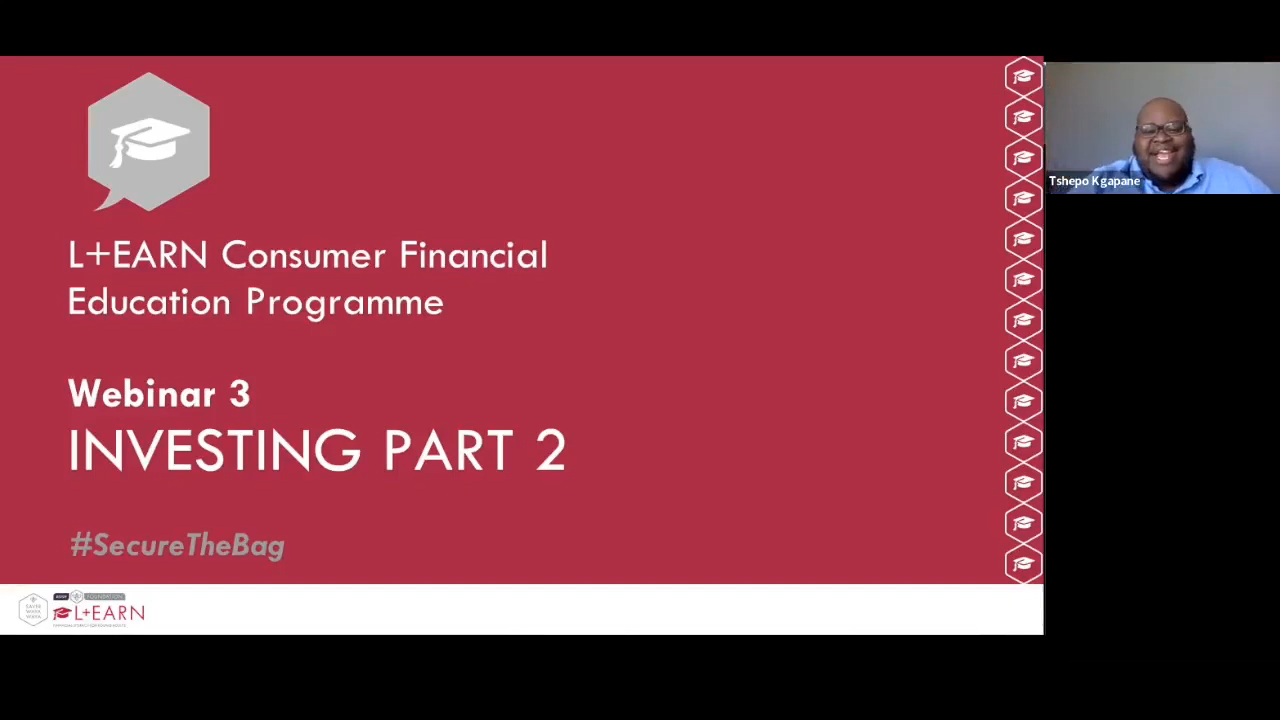 L+EARN Consumer Financial
Education Programme
Webinar 3
INVESTING PART 2
#SecureTheBag
Tshepo Kgapane
L+EARN